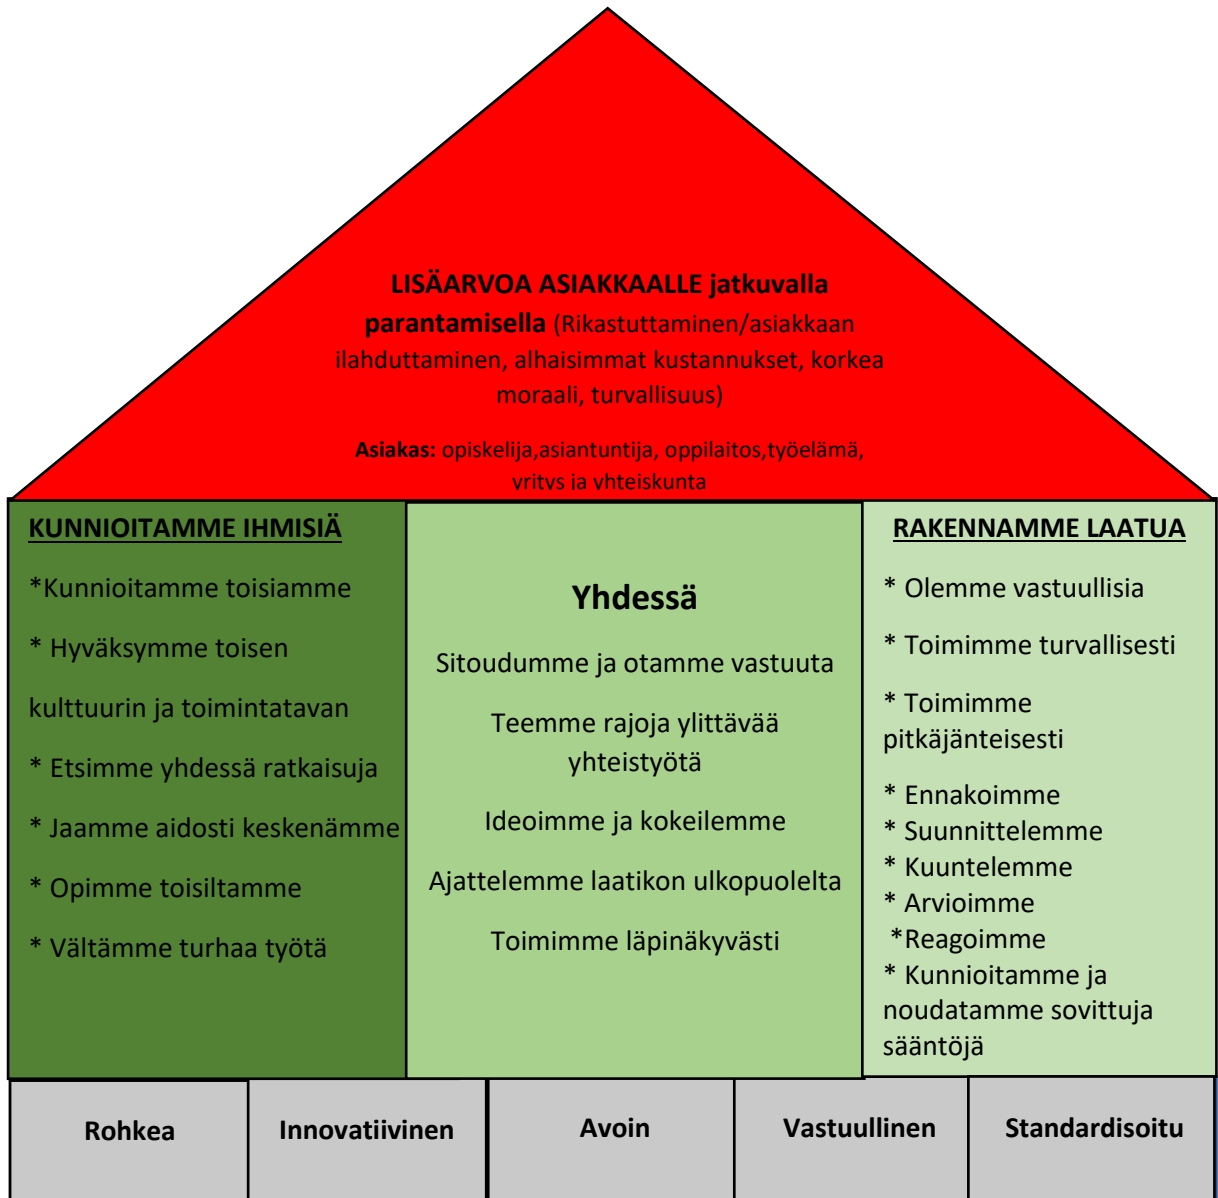 LISÄARVOA ASIAKKAALLE jatkuvalla
parantamisella (Rikastuttaminen/asiakkaan
ilahduttaminen, alhaisimmat kustannukset, korkea
moraali, turvallisuus)
Asiakas: opiskelija,asiantuntija, oppilaitos,työelämä,
yritys ja yhteiskunta
KUNNIOITAMME IHMISIÄ
*Kunnioitamme toisiamme
* Hyväksymme toisen
kulttuurin ja toimintatavan
* Etsimme yhdessä ratkaisuja
* Jaamme aidosti keskenämme
* Opimme toisiltamme
* Vältämme turhaa työtä
Yhdessä
Sitoudumme ja otamme vastuuta
Teemme rajoja ylittävää
yhteistyötä
Ideoimme ja kokeilemme
Ajattelemme laatikon ulkopuolelta
Toimimme läpinäkyvästi
RAKENNAMME LAATUA
* Olemme vastuullisia
* Toimimme turvallisesti
* Toimimme
pitkäjänteisesti
* Ennakoimme
* Suunnittelemme
* Kuuntelemme
* Arvioimme
*Reagoimme
* Kunnioitamme ja
noudatamme sovittuja
sääntöjä
Rohkea
Innovatiivinen
Avoin
Vastuullinen
Standardisoitu